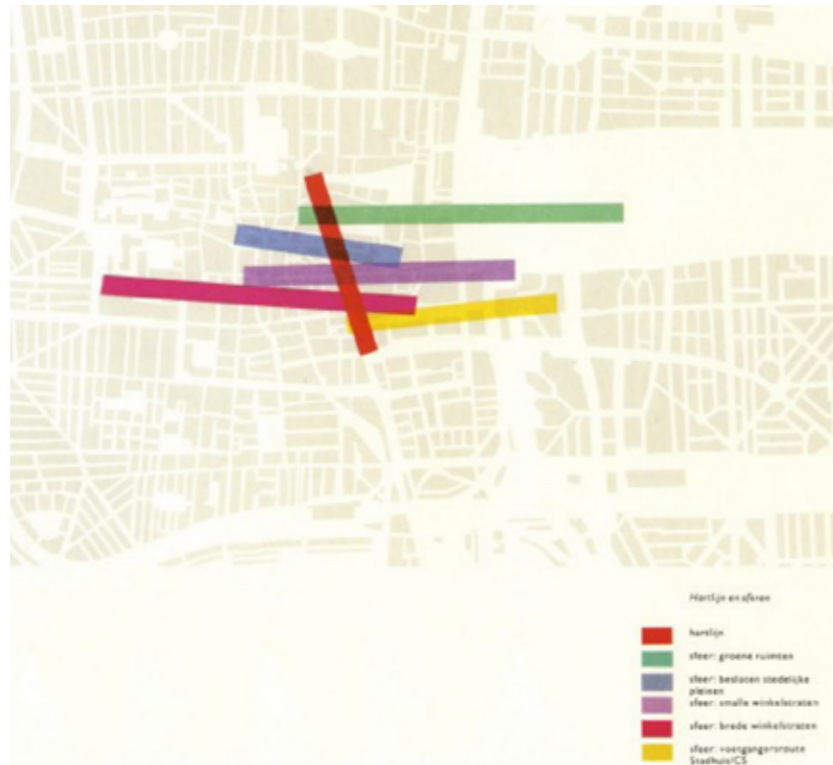 Hartlijn en sferen
hartlijn
sfeer: groene ruimten
sfeer: besloten stedelijke
pleinen
sfeer: smalle winkelstraten
sfeer: brede winkelstraten
sfeer: voetgangersroute
Stadhuis/CS